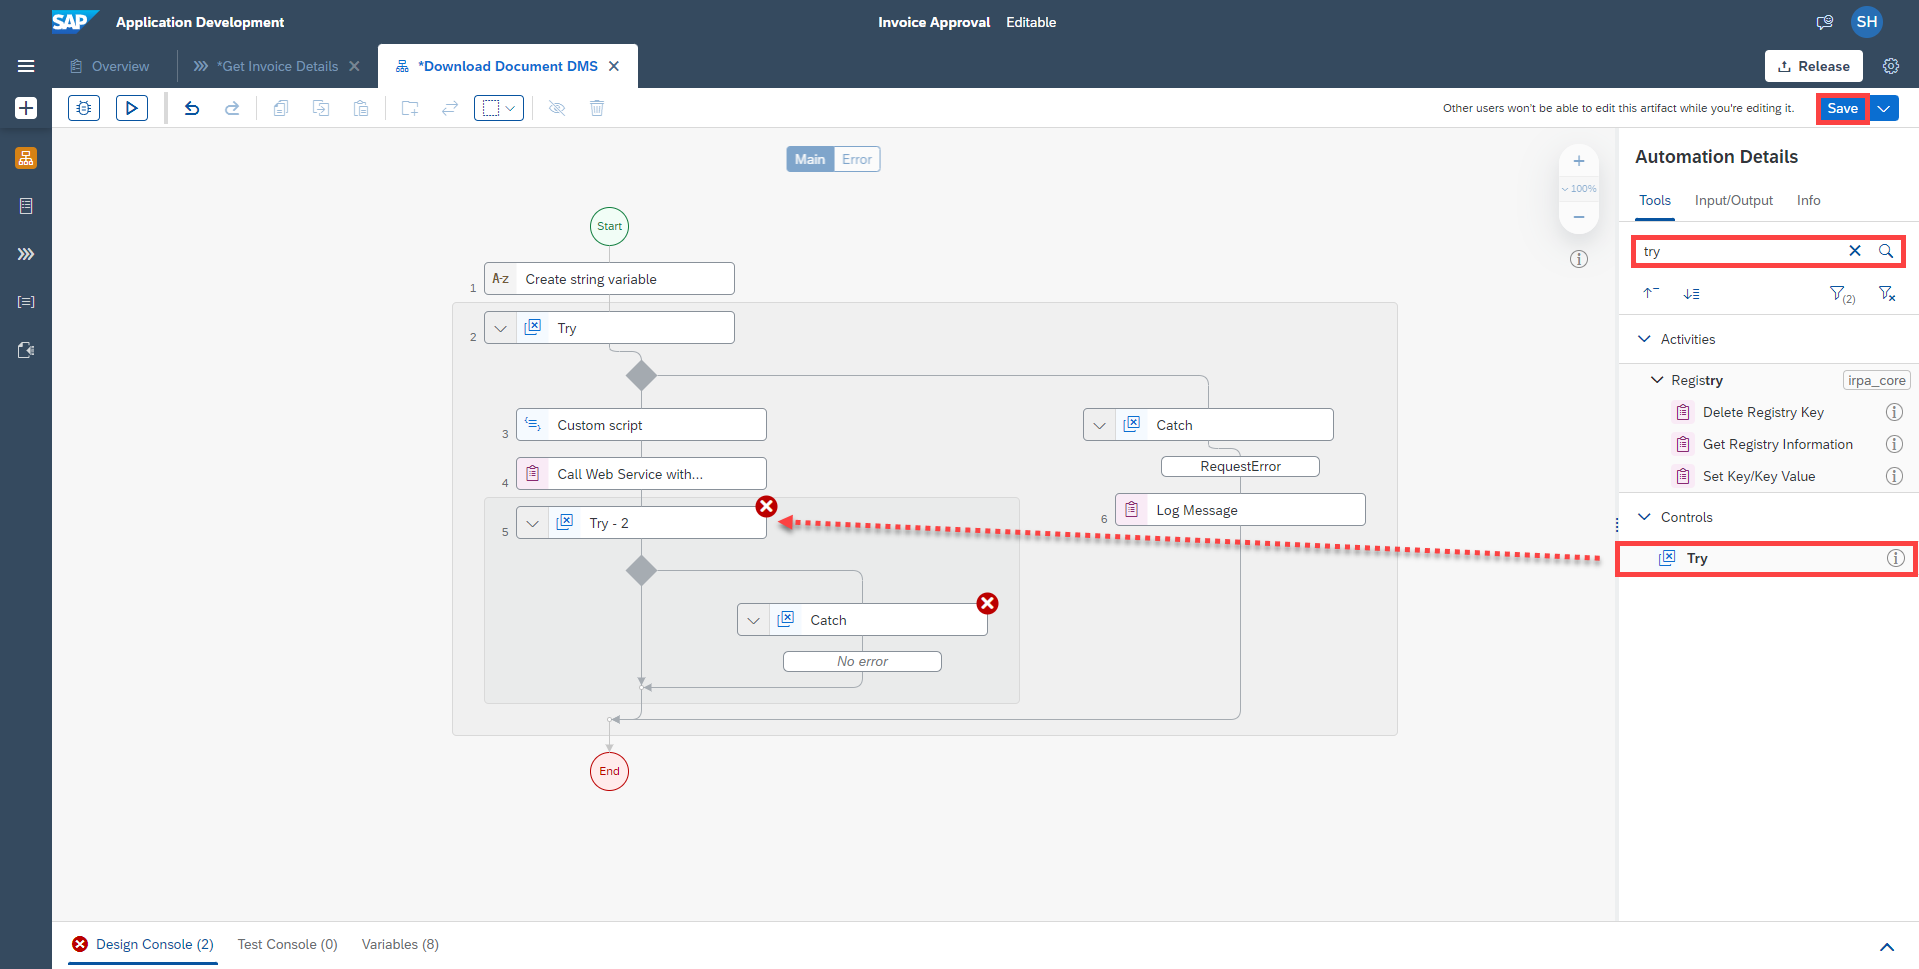 SAP
Application Development
Invoice Approval Editable
SH
Overview
*Get Invoice Details
*Download Document DMS
Release
Other users won't be able to edit this artifact while you're editing it.
Save
Main Error
100%
Start
1
A-z Create string variable
2
Try
3
Custom script
4
Call Web Service with...
5
Try - 2
Catch
No error
Catch
RequestError
6
Log Message
End
Automation Details
Tools Input/Output Info
try
(2)
Activities
Registry irpa_core
Delete Registry Key
Get Registry Information
Set Key/Key Value
Controls
Try
Design Console (2) Test Console (0) Variables (8)